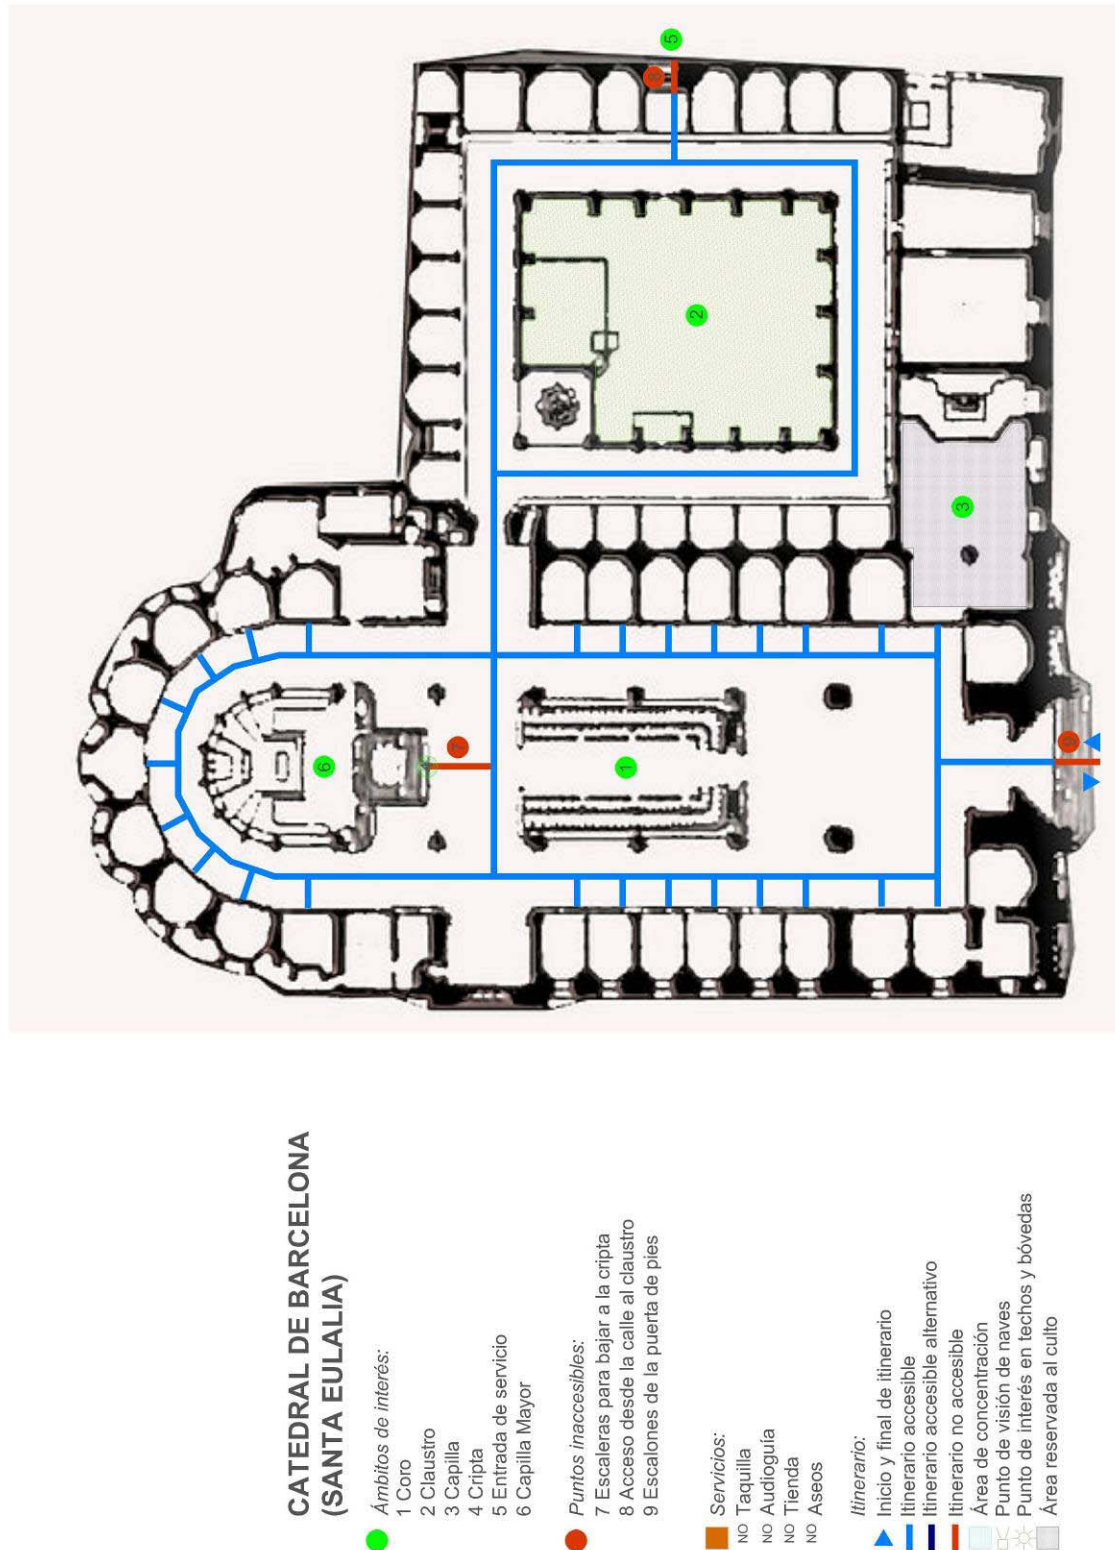 CATEDRAL DE BARCELONA
(SANTA EULALIA)
Ámbitos de interés:
1 Coro
2 Claustro
3 Capilla
4 Cripta
5 Entrada de servicio
6 Capilla Mayor
Puntos inaccesibles:
7 Escaleras para bajar a la cripta
8 Acceso desde la calle al claustro
9 Escalones de la puerta de pies
Servicios:
NO Taquilla
NO Audioguía
NO Tienda
NO Aseos
Itinerario:
Inicio y final de itinerario
Itinerario accesible
Itinerario accesible alternativo
Itinerario no accesible
Área de concentración
Punto de visión de naves
Punto de interés en techos y bóvedas
Área reservada al culto
6
7
1
9
3
2
8
5